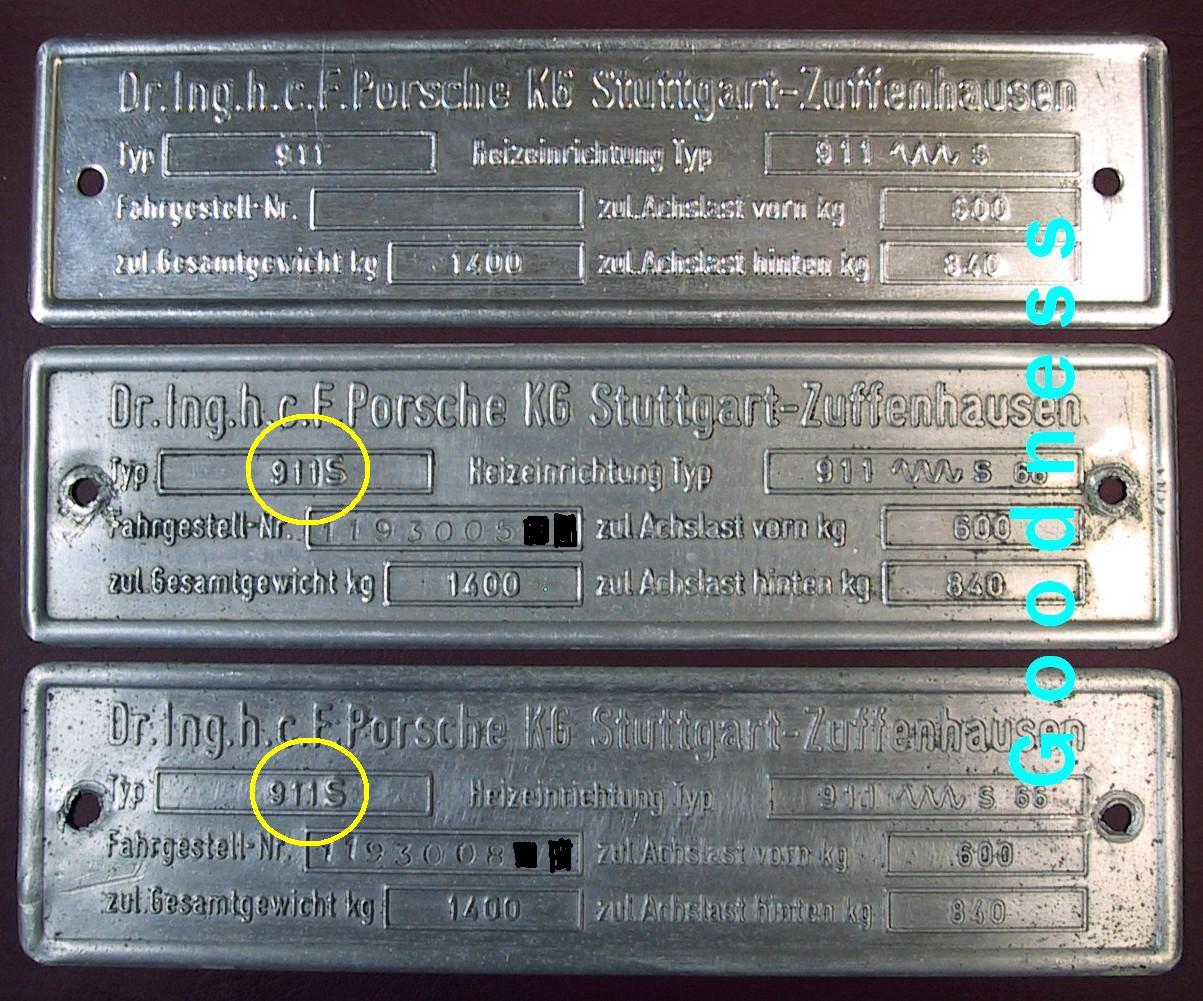 Dr.Ing.h.c.F.Porsche KG Stuttgart-Zuffenhausen
Typ 911 Heizeinrichtung Typ 911 S
Fahrgestell-Nr. zul.Achslast vorn kg 600
zul.Gesamtgewicht kg 1400 zul.Achslast hinten kg 840
Dr.Ing.h.c.F.Porsche KG Stuttgart-Zuffenhausen
Typ 911S Heizeinrichtung Typ 911 S 66
Fahrgestell-Nr. 1193005 zul.Achslast vorn kg 600
zul.Gesamtgewicht kg 1400 zul.Achslast hinten kg 840
Dr.Ing.h.c.F.Porsche KG Stuttgart-Zuffenhausen
Typ 911S Heizeinrichtung Typ 911 S 66
Fahrgestell-Nr. 1193008 zul.Achslast vorn kg 600
zul.Gesamtgewicht kg 1400 zul.Achslast hinten kg 840
Goodness